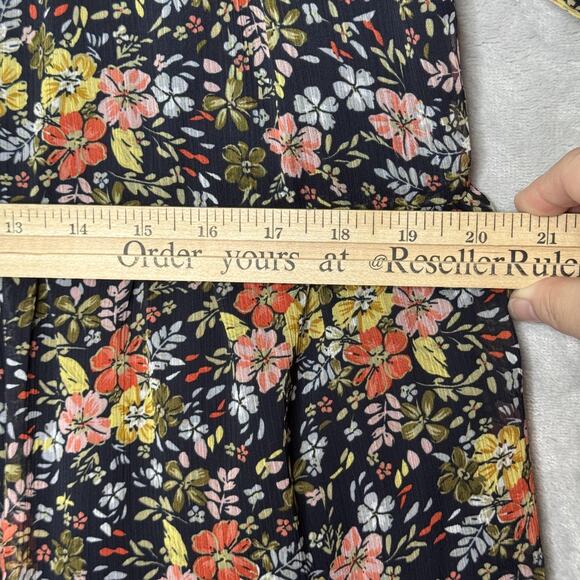 13 14 15 16 17 18 19 20 21
Order yours at @ResellerRule